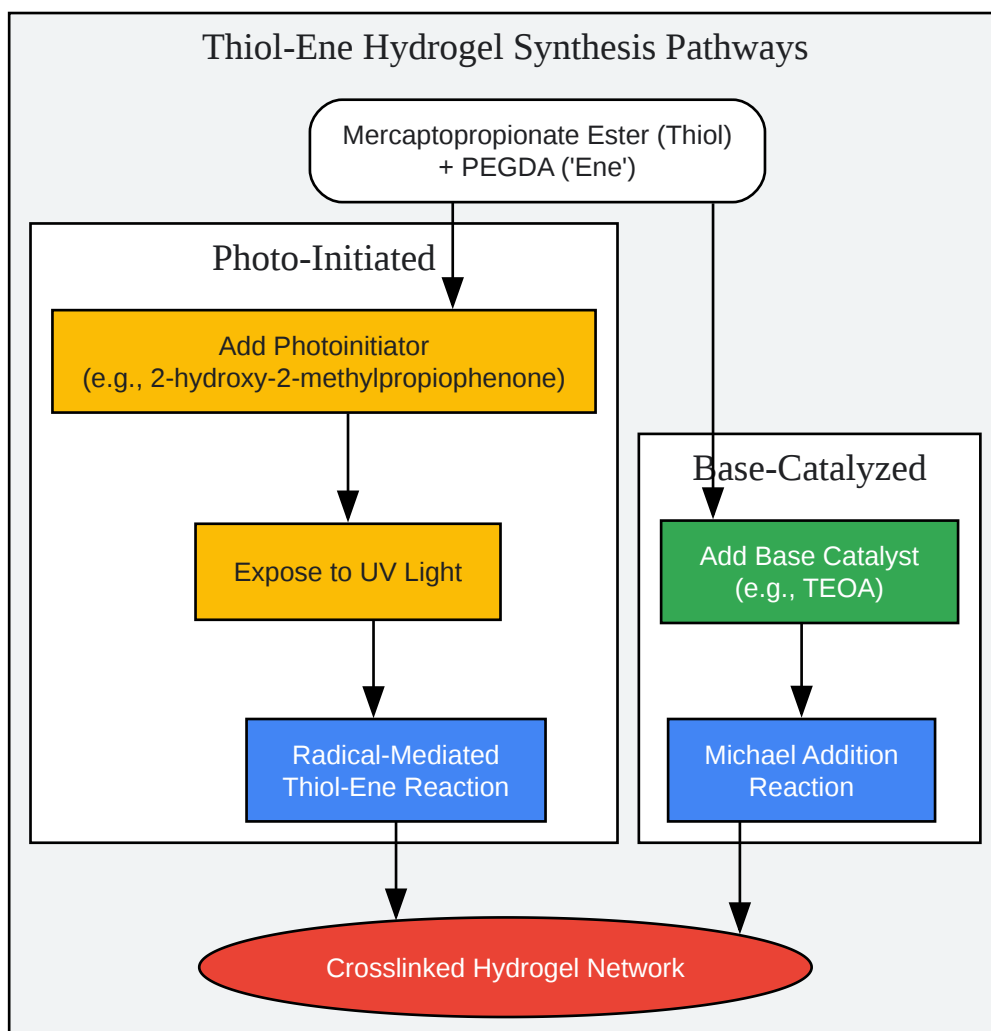 Thiol-Ene Hydrogel Synthesis Pathways
Mercaptopropionate Ester (Thiol)
+ PEGDA ('Ene')
Photo-Initiated
Add Photoinitiator
(e.g., 2-hydroxy-2-methylpropiophenone)
Expose to UV Light
Radical-Mediated
Thiol-Ene Reaction
Base-Catalyzed
Add Base Catalyst
(e.g., TEOA)
Michael Addition
Reaction
Crosslinked Hydrogel Network